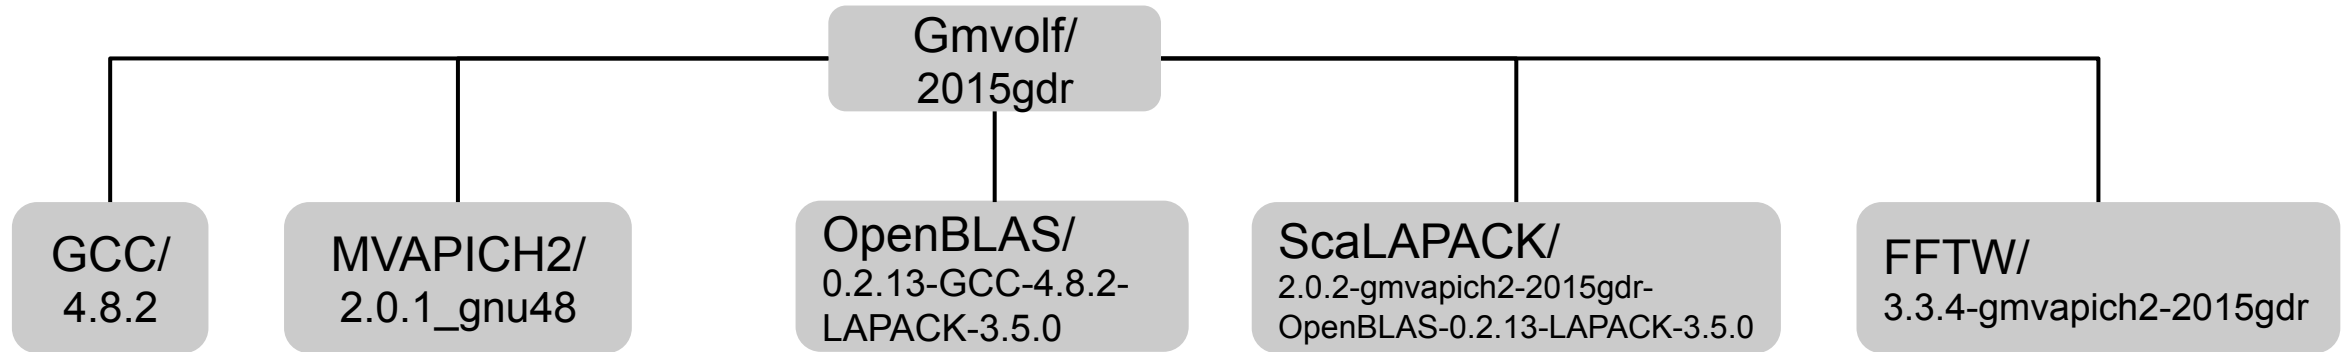 Gmvolf/
2015gdr
GCC/
4.8.2
MVAPICH2/
2.0.1_gnu48
OpenBLAS/
0.2.13-GCC-4.8.2-
LAPACK-3.5.0
ScaLAPACK/
2.0.2-gmvapich2-2015gdr-
OpenBLAS-0.2.13-LAPACK-3.5.0
FFTW/
3.3.4-gmvapich2-2015gdr